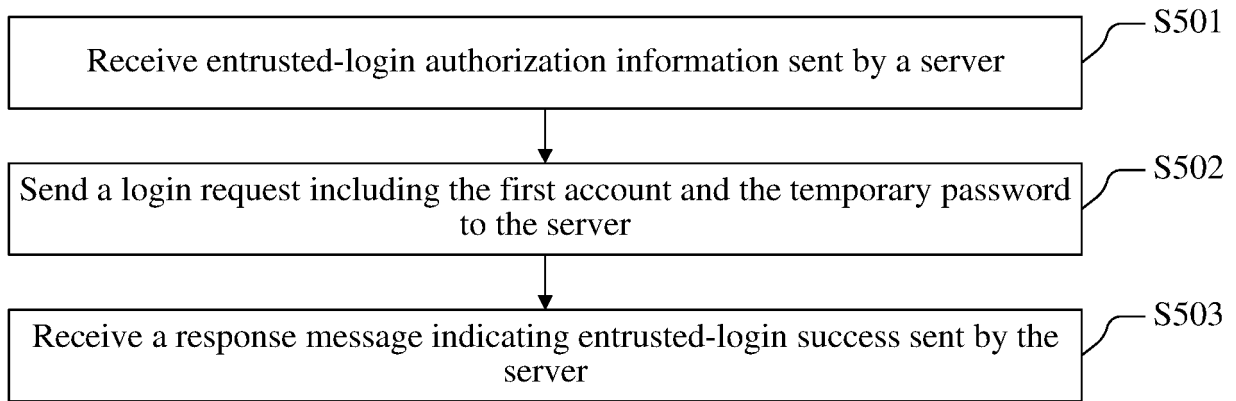 S501
Receive entrusted-login authorization information sent by a server
S502
Send a login request including the first account and the temporary password
to the server
S503
Receive a response message indicating entrusted-login success sent by the
server